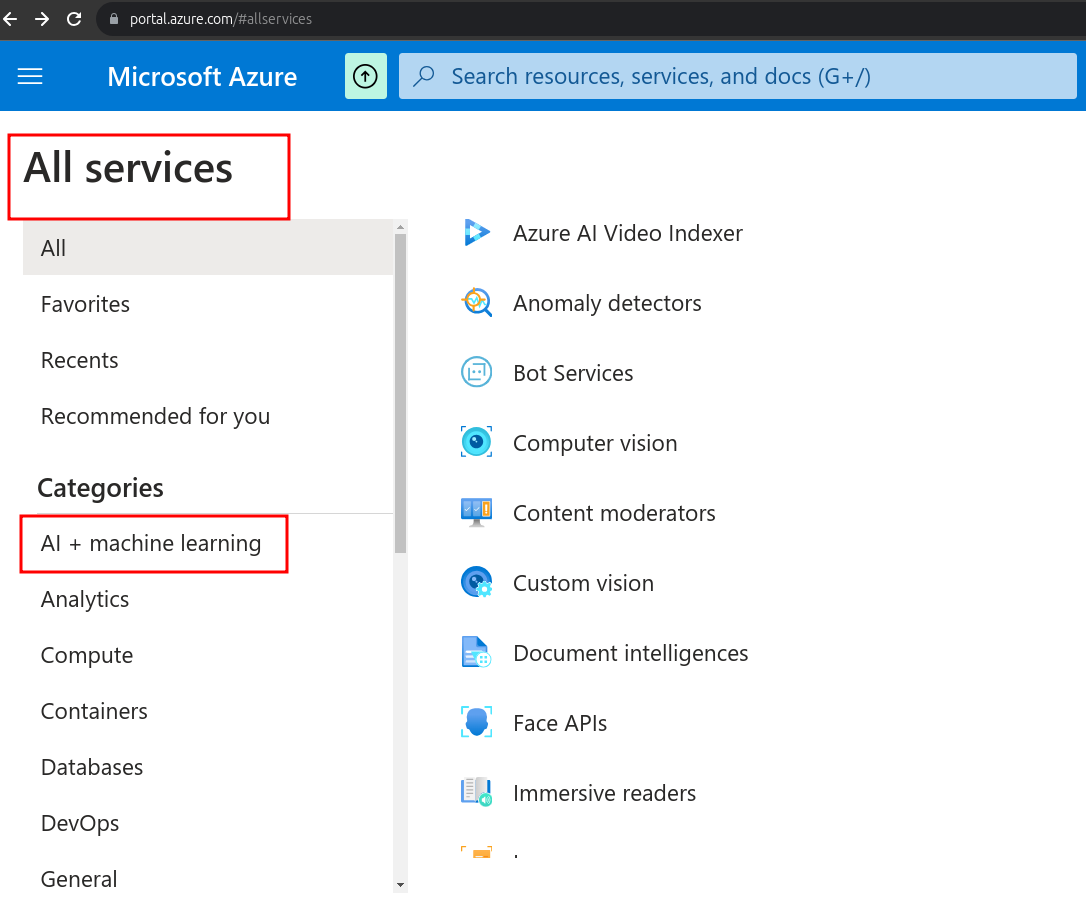 portal.azure.com/#allservices
Microsoft Azure
Search resources, services, and docs (G+/)
All services
All
Favorites
Recents
Recommended for you
Categories
AI + machine learning
Analytics
Compute
Containers
Databases
DevOps
General
Azure AI Video Indexer
Anomaly detectors
Bot Services
Computer vision
Content moderators
Custom vision
Document intelligences
Face APIs
Immersive readers